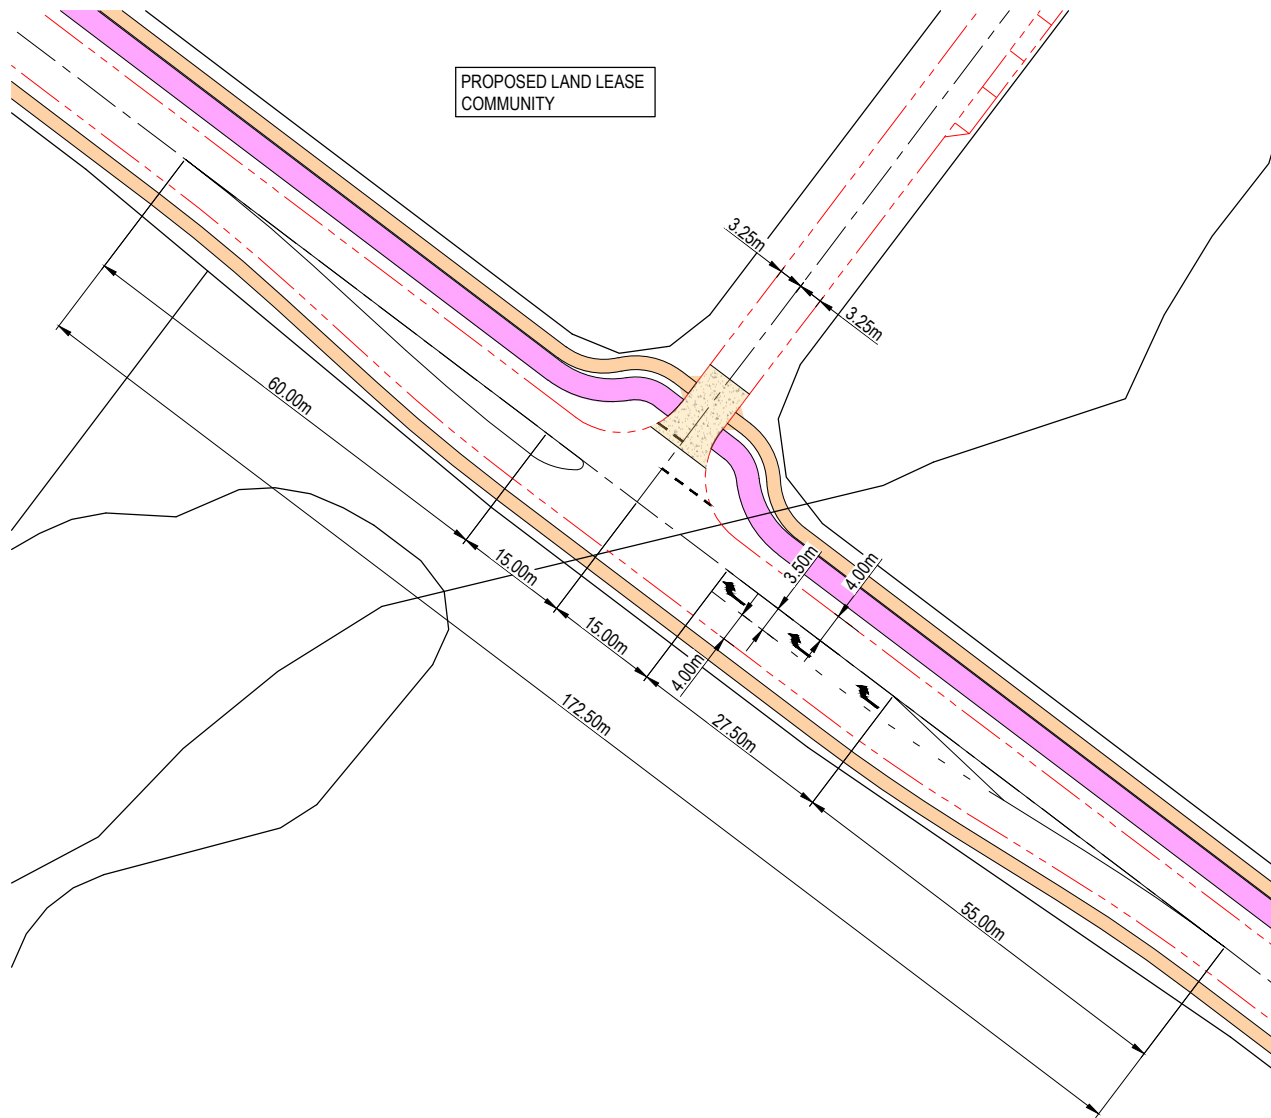 PROPOSED LAND LEASE
COMMUNITY
3.25m
3.25m
60.00m
15.00m
3.50m
4.00m
15.00m
4.00m
172.50m
27.50m
55.00m